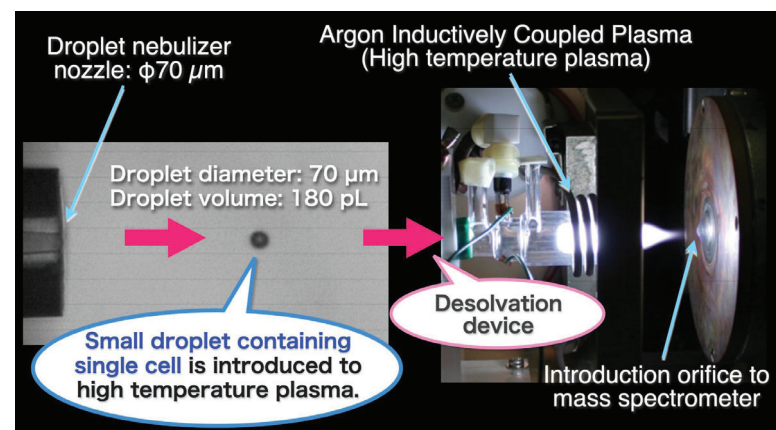 Droplet nebulizer
nozzle: φ70 µm
Argon Inductively Coupled Plasma
(High temperature plasma)
Droplet diameter: 70 µm
Droplet volume: 180 pL
Desolvation
device
Small droplet containing
single cell is introduced to
high temperature plasma.
Introduction orifice to
mass spectrometer